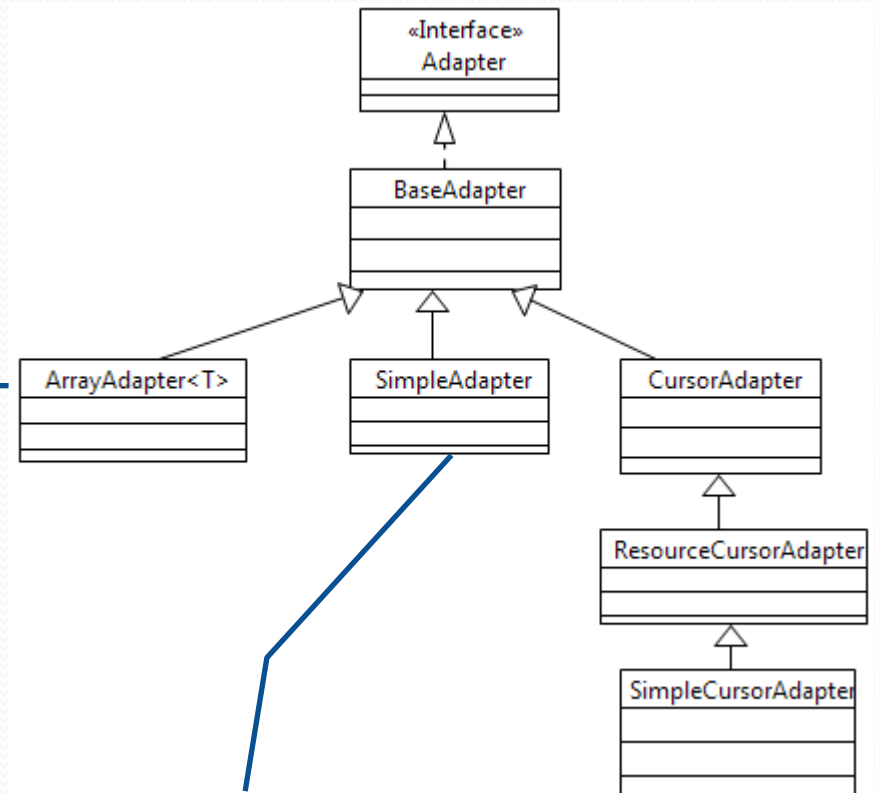 «Interface»
Adapter
BaseAdapter
ArrayAdapter<T>
SimpleAdapter
CursorAdapter
ResourceCursorAdapter
SimpleCursorAdapter